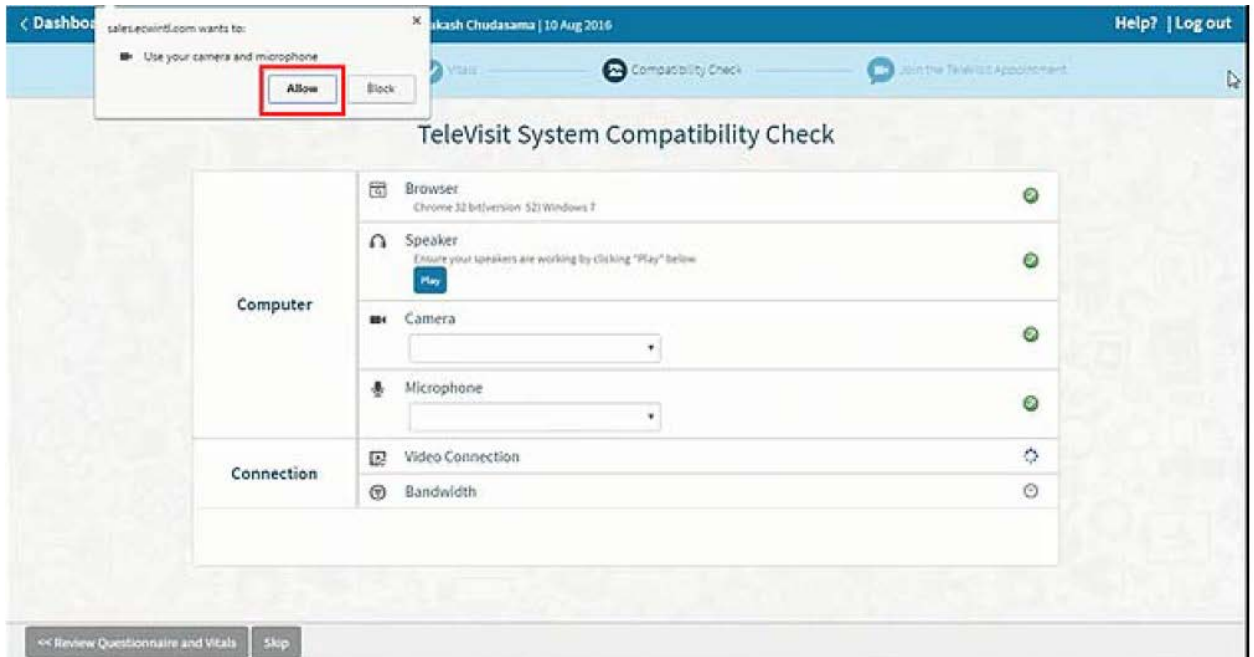 < Dashboa
ukash Chudasama | 10 Aug 2016
Help? | Log out
sales.ecwintl.com wants to:
Use your camera and microphone
Allow
Block
Vitals
Compatibility Check
Join the TeleVisit Appointment
TeleVisit System Compatibility Check
Computer
Browser
Chrome 32 bit(version 52) Windows 7
Speaker
Ensure your speakers are working by clicking "Play" below
Play
Camera
Microphone
Connection
Video Connection
Bandwidth
<< Review Questionnaire and Vitals
Skip